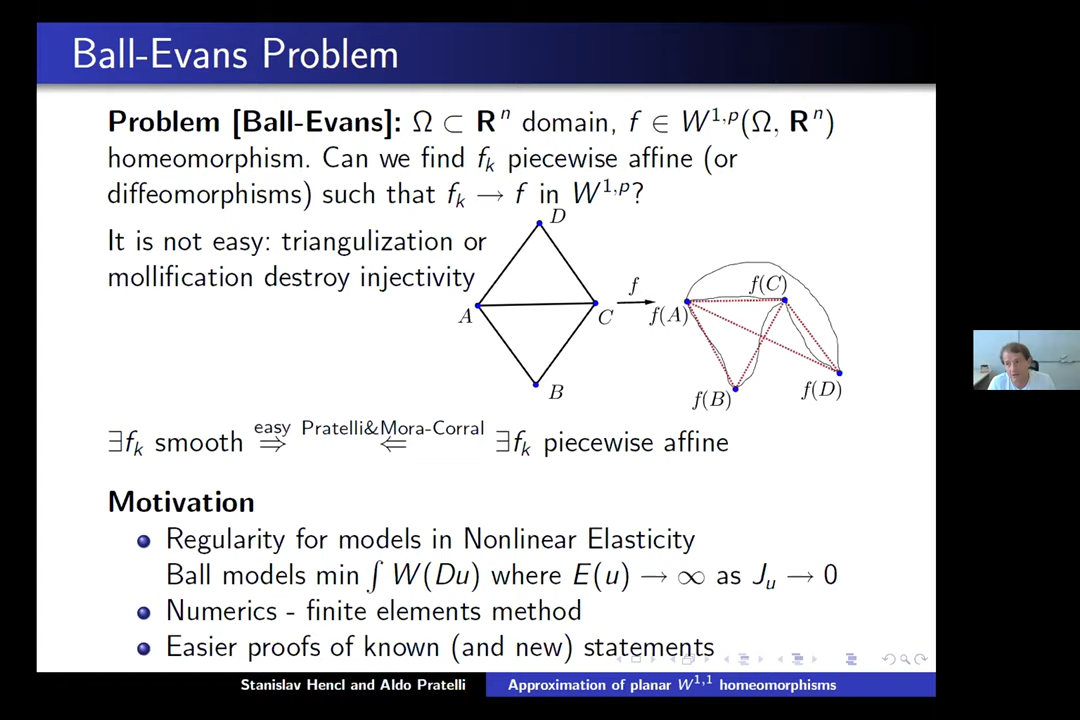 Ball-Evans Problem
Problem [Ball-Evans]: Ω ⊂ Rⁿ domain, f ∈ W^{1,p}(Ω, Rⁿ)
homeomorphism. Can we find f_k piecewise affine (or
diffeomorphisms) such that f_k → f in W^{1,p}?
It is not easy: triangulization or
mollification destroy injectivity
D
A
C
B
f
f(A)
f(C)
f(B)
f(D)
∃f_k smooth ⇒ (easy) ⇐ (Pratelli&Mora-Corral) ∃f_k piecewise affine
Motivation
Regularity for models in Nonlinear Elasticity
Ball models min ∫ W(Du) where E(u) → ∞ as J_u → 0
Numerics - finite elements method
Easier proofs of known (and new) statements
Stanislav Hencl and Aldo Pratelli
Approximation of planar W^{1,1} homeomorphisms